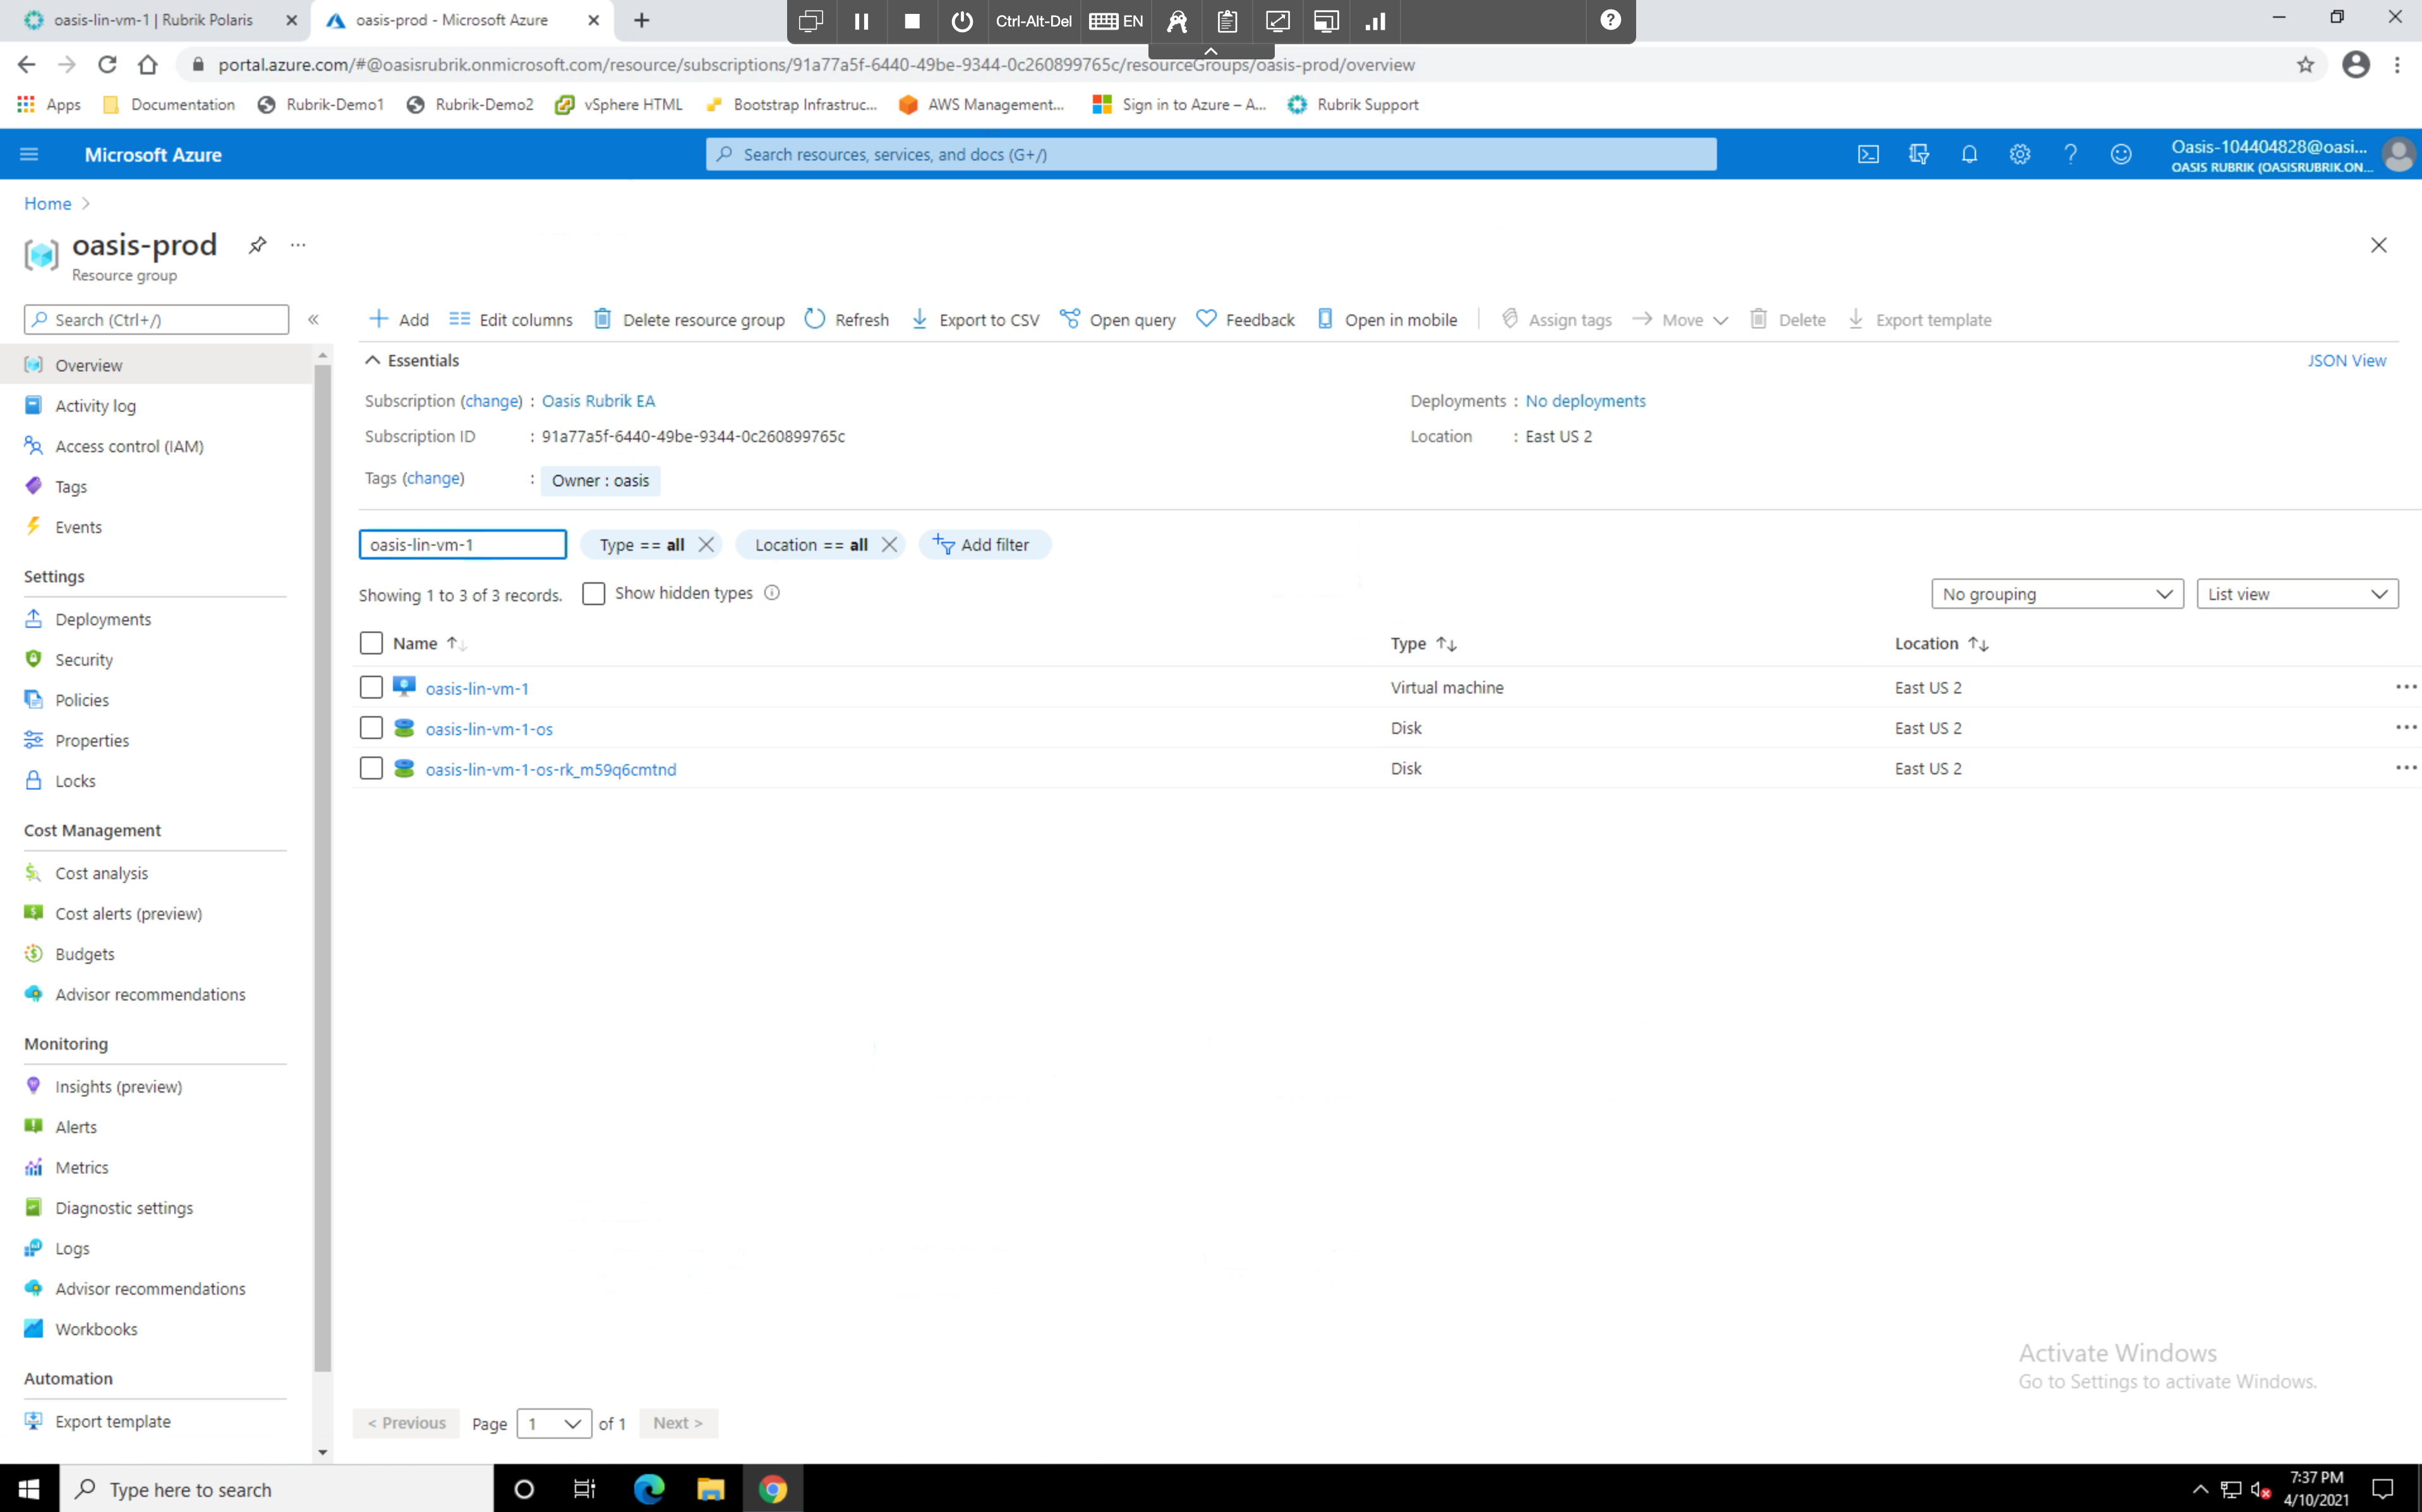 oasis-lin-vm-1 | Rubrik Polaris
oasis-prod - Microsoft Azure
Ctrl-Alt-Del
EN
portal.azure.com/#@oasisrubrik.onmicrosoft.com/resource/subscriptions/91a77a5f-6440-49be-9344-0c260899765c/resourceGroups/oasis-prod/overview
Apps
Documentation
Rubrik-Demo1
Rubrik-Demo2
vSphere HTML
Bootstrap Infrastruc...
AWS Management...
Sign in to Azure – A...
Rubrik Support
Microsoft Azure
Search resources, services, and docs (G+/)
Oasis-104404828@oasi...
OASIS RUBRIK (OASISRUBRIK.ON...
Home
oasis-prod
Resource group
Search (Ctrl+/)
Add
Edit columns
Delete resource group
Refresh
Export to CSV
Open query
Feedback
Open in mobile
Assign tags
Move
Delete
Export template
Overview
Activity log
Access control (IAM)
Tags
Events
Settings
Deployments
Security
Policies
Properties
Locks
Cost Management
Cost analysis
Cost alerts (preview)
Budgets
Advisor recommendations
Monitoring
Insights (preview)
Alerts
Metrics
Diagnostic settings
Logs
Advisor recommendations
Workbooks
Automation
Export template
Essentials
JSON View
Subscription (change) : Oasis Rubrik EA
Deployments : No deployments
Subscription ID : 91a77a5f-6440-49be-9344-0c260899765c
Location : East US 2
Tags (change) : Owner : oasis
oasis-lin-vm-1
Type == all
Location == all
Add filter
Showing 1 to 3 of 3 records.
Show hidden types
No grouping
List view
Name Type Location
oasis-lin-vm-1 Virtual machine East US 2
oasis-lin-vm-1-os Disk East US 2
oasis-lin-vm-1-os-rk_m59q6cmtnd Disk East US 2
Activate Windows
Go to Settings to activate Windows.
< Previous Page 1 of 1 Next >
Type here to search
7:37 PM
4/10/2021